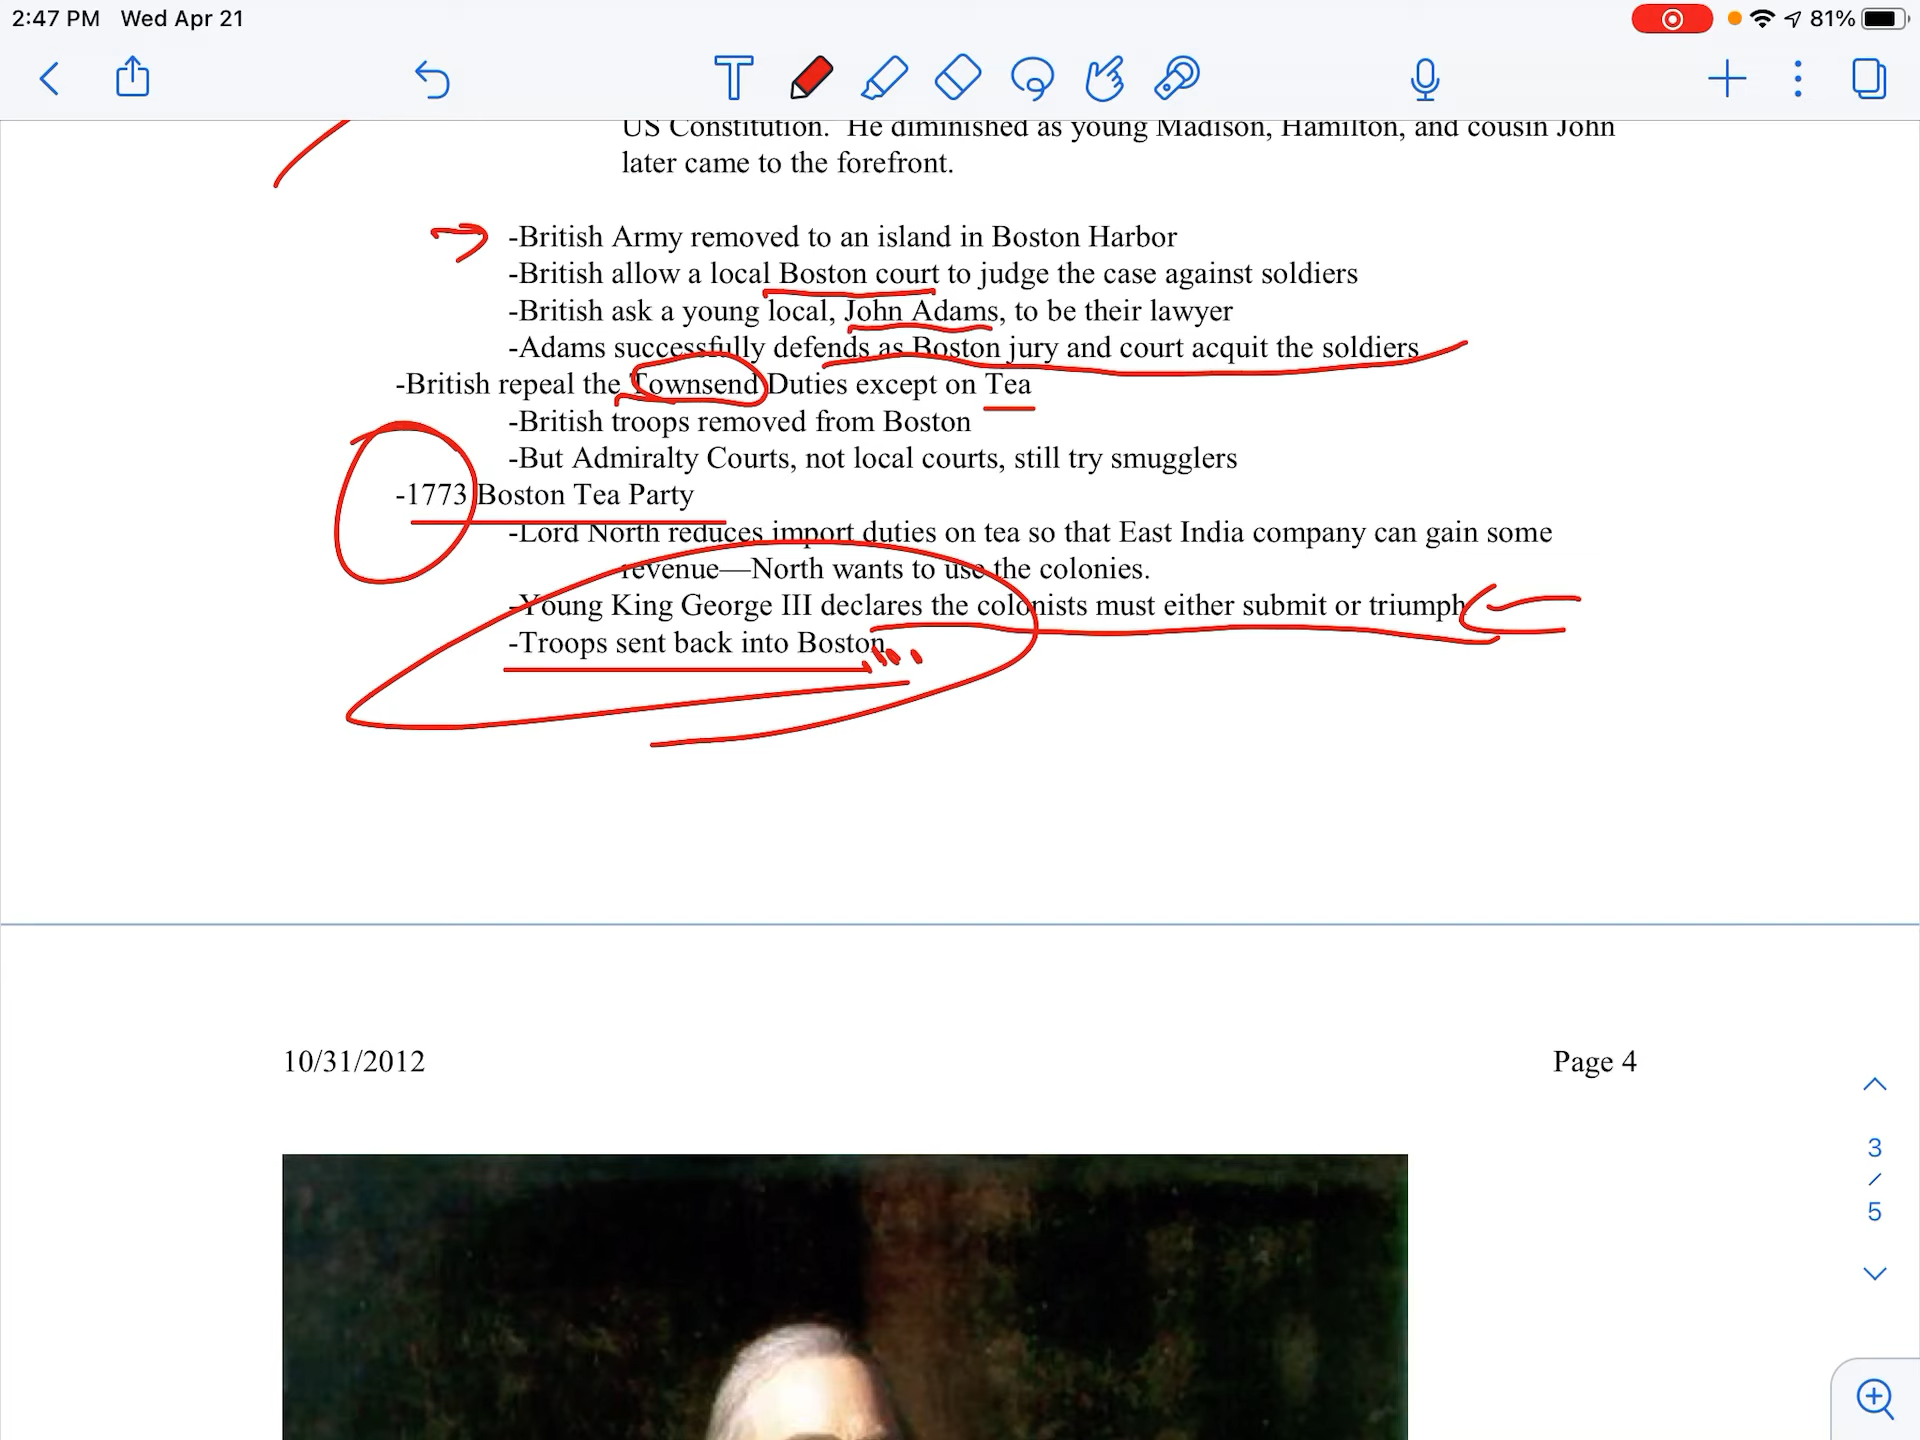 2:47 PM Wed Apr 21
81%
US Constitution. He diminished as young Madison, Hamilton, and cousin John
later came to the forefront.
-British Army removed to an island in Boston Harbor
-British allow a local Boston court to judge the case against soldiers
-British ask a young local, John Adams, to be their lawyer
-Adams successfully defends as Boston jury and court acquit the soldiers
-British repeal the Townsend Duties except on Tea
-British troops removed from Boston
-But Admiralty Courts, not local courts, still try smugglers
-1773 Boston Tea Party
-Lord North reduces import duties on tea so that East India company can gain some
revenue—North wants to use the colonies.
-Young King George III declares the colonists must either submit or triumph
-Troops sent back into Boston
10/31/2012 Page 4
3
/
5